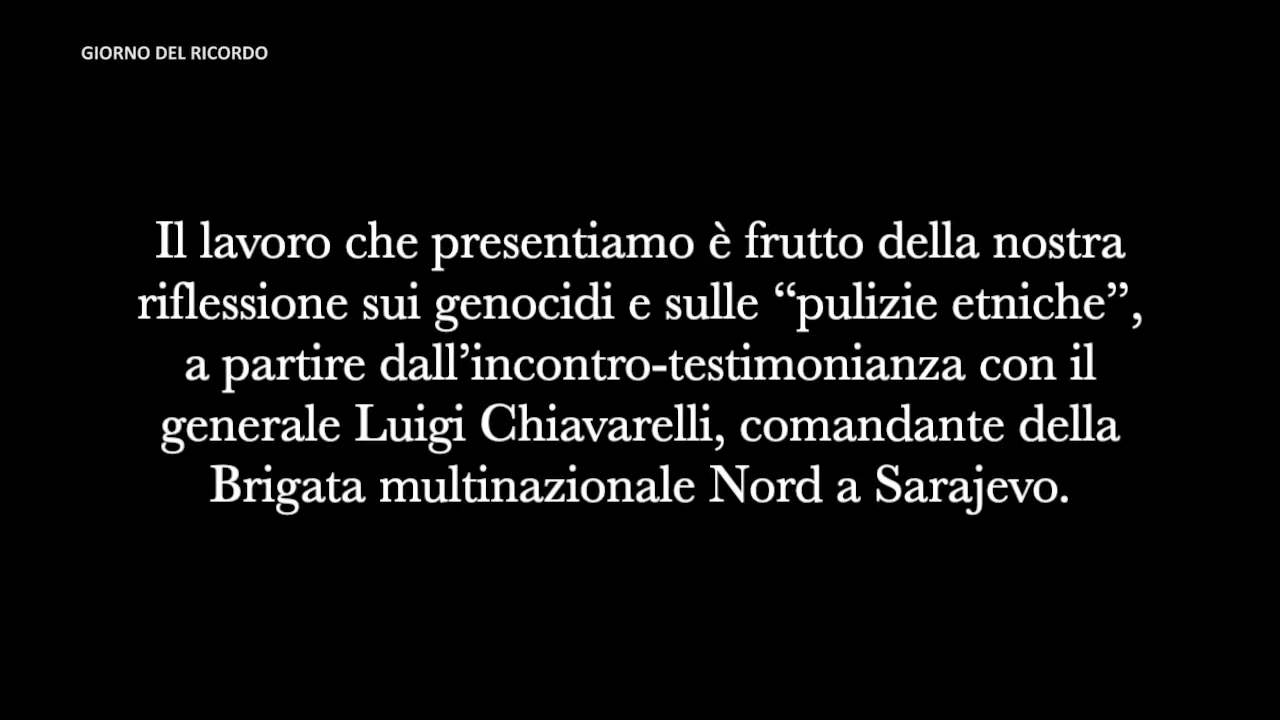 GIORNO DEL RICORDO
Il lavoro che presentiamo è frutto della nostra
riflessione sui genocidi e sulle “pulizie etniche”,
a partire dall’incontro-testimonianza con il
generale Luigi Chiavarelli, comandante della
Brigata multinazionale Nord a Sarajevo.